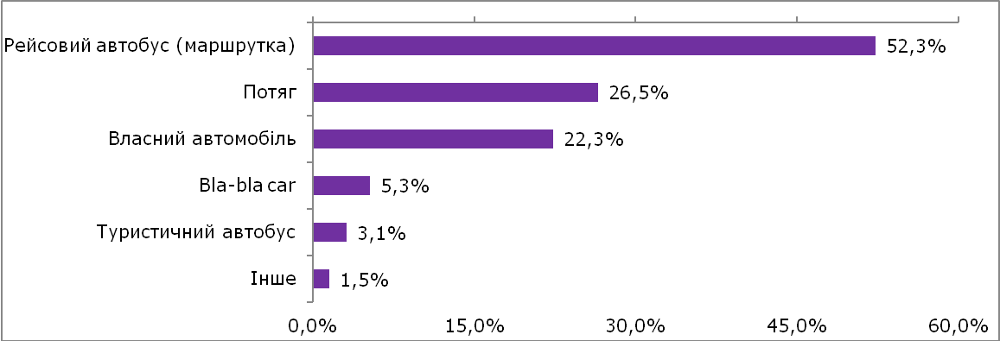 Рейсовий автобус (маршрутка)
52,3%
Потяг
26,5%
Власний автомобіль
22,3%
Bla-bla car
5,3%
Туристичний автобус
3,1%
Інше
1,5%
0,0%
15,0%
30,0%
45,0%
60,0%